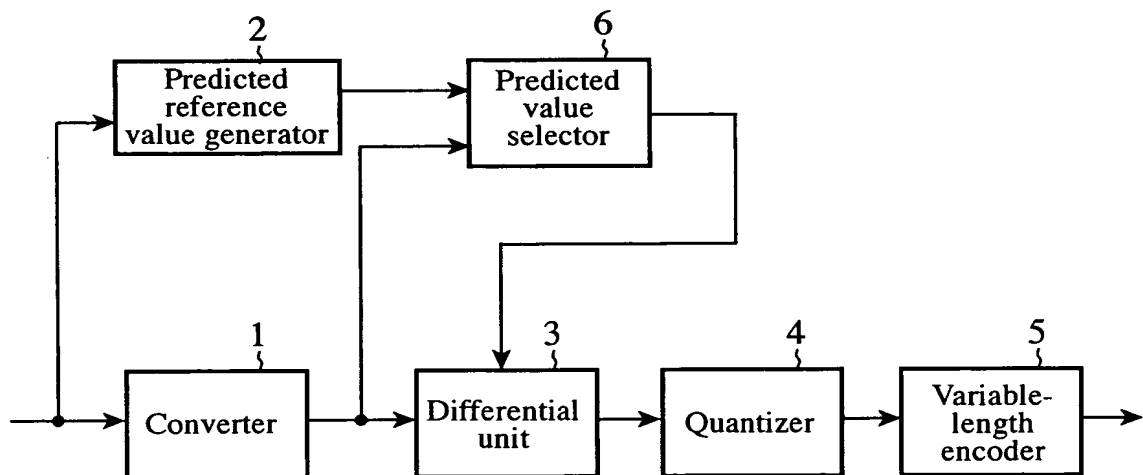 2
Predicted
reference
value generator
6
Predicted
value
selector
1
Converter
3
Differential
unit
4
Quantizer
5
Variable-
length
encoder